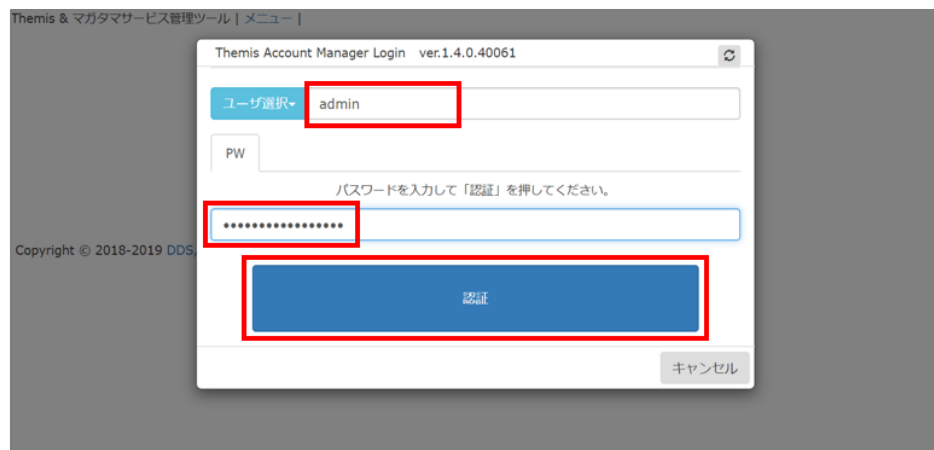 Themis & マガタマサービス管理ツール | メニュー |
Themis Account Manager Login ver.1.4.0.40061
ユーザ選択 admin
PW
パスワードを入力して「認証」を押してください。
•••••••••••••••••
Copyright © 2018-2019 DDS,
認証
キャンセル